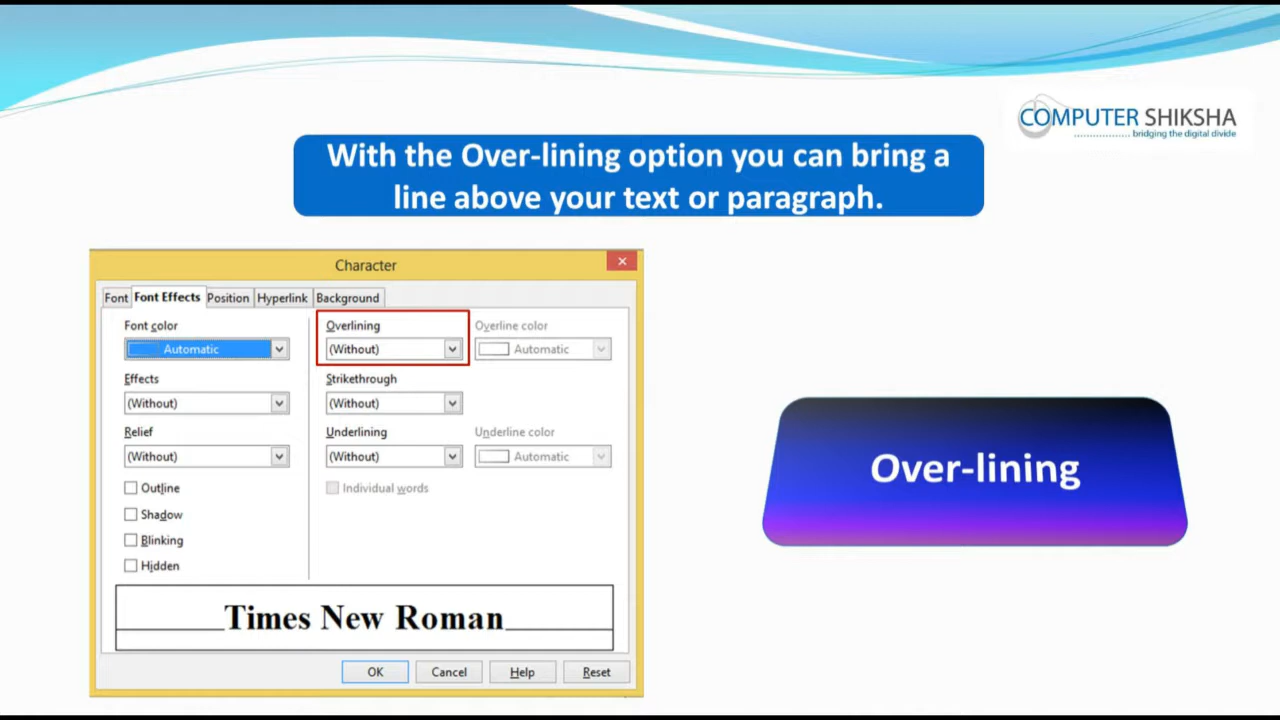 COMPUTER SHIKSHA
bridging the digital divide
With the Over-lining option you can bring a
line above your text or paragraph.
Character
Font Font Effects Position Hyperlink Background
Font color
Automatic
Effects
(Without)
Relief
(Without)
Outline
Shadow
Blinking
Hidden
Overlining
(Without)
Overline color
Automatic
Strikethrough
(Without)
Underlining
(Without)
Underline color
Automatic
Individual words
Times New Roman
OK Cancel Help Reset
Over-lining